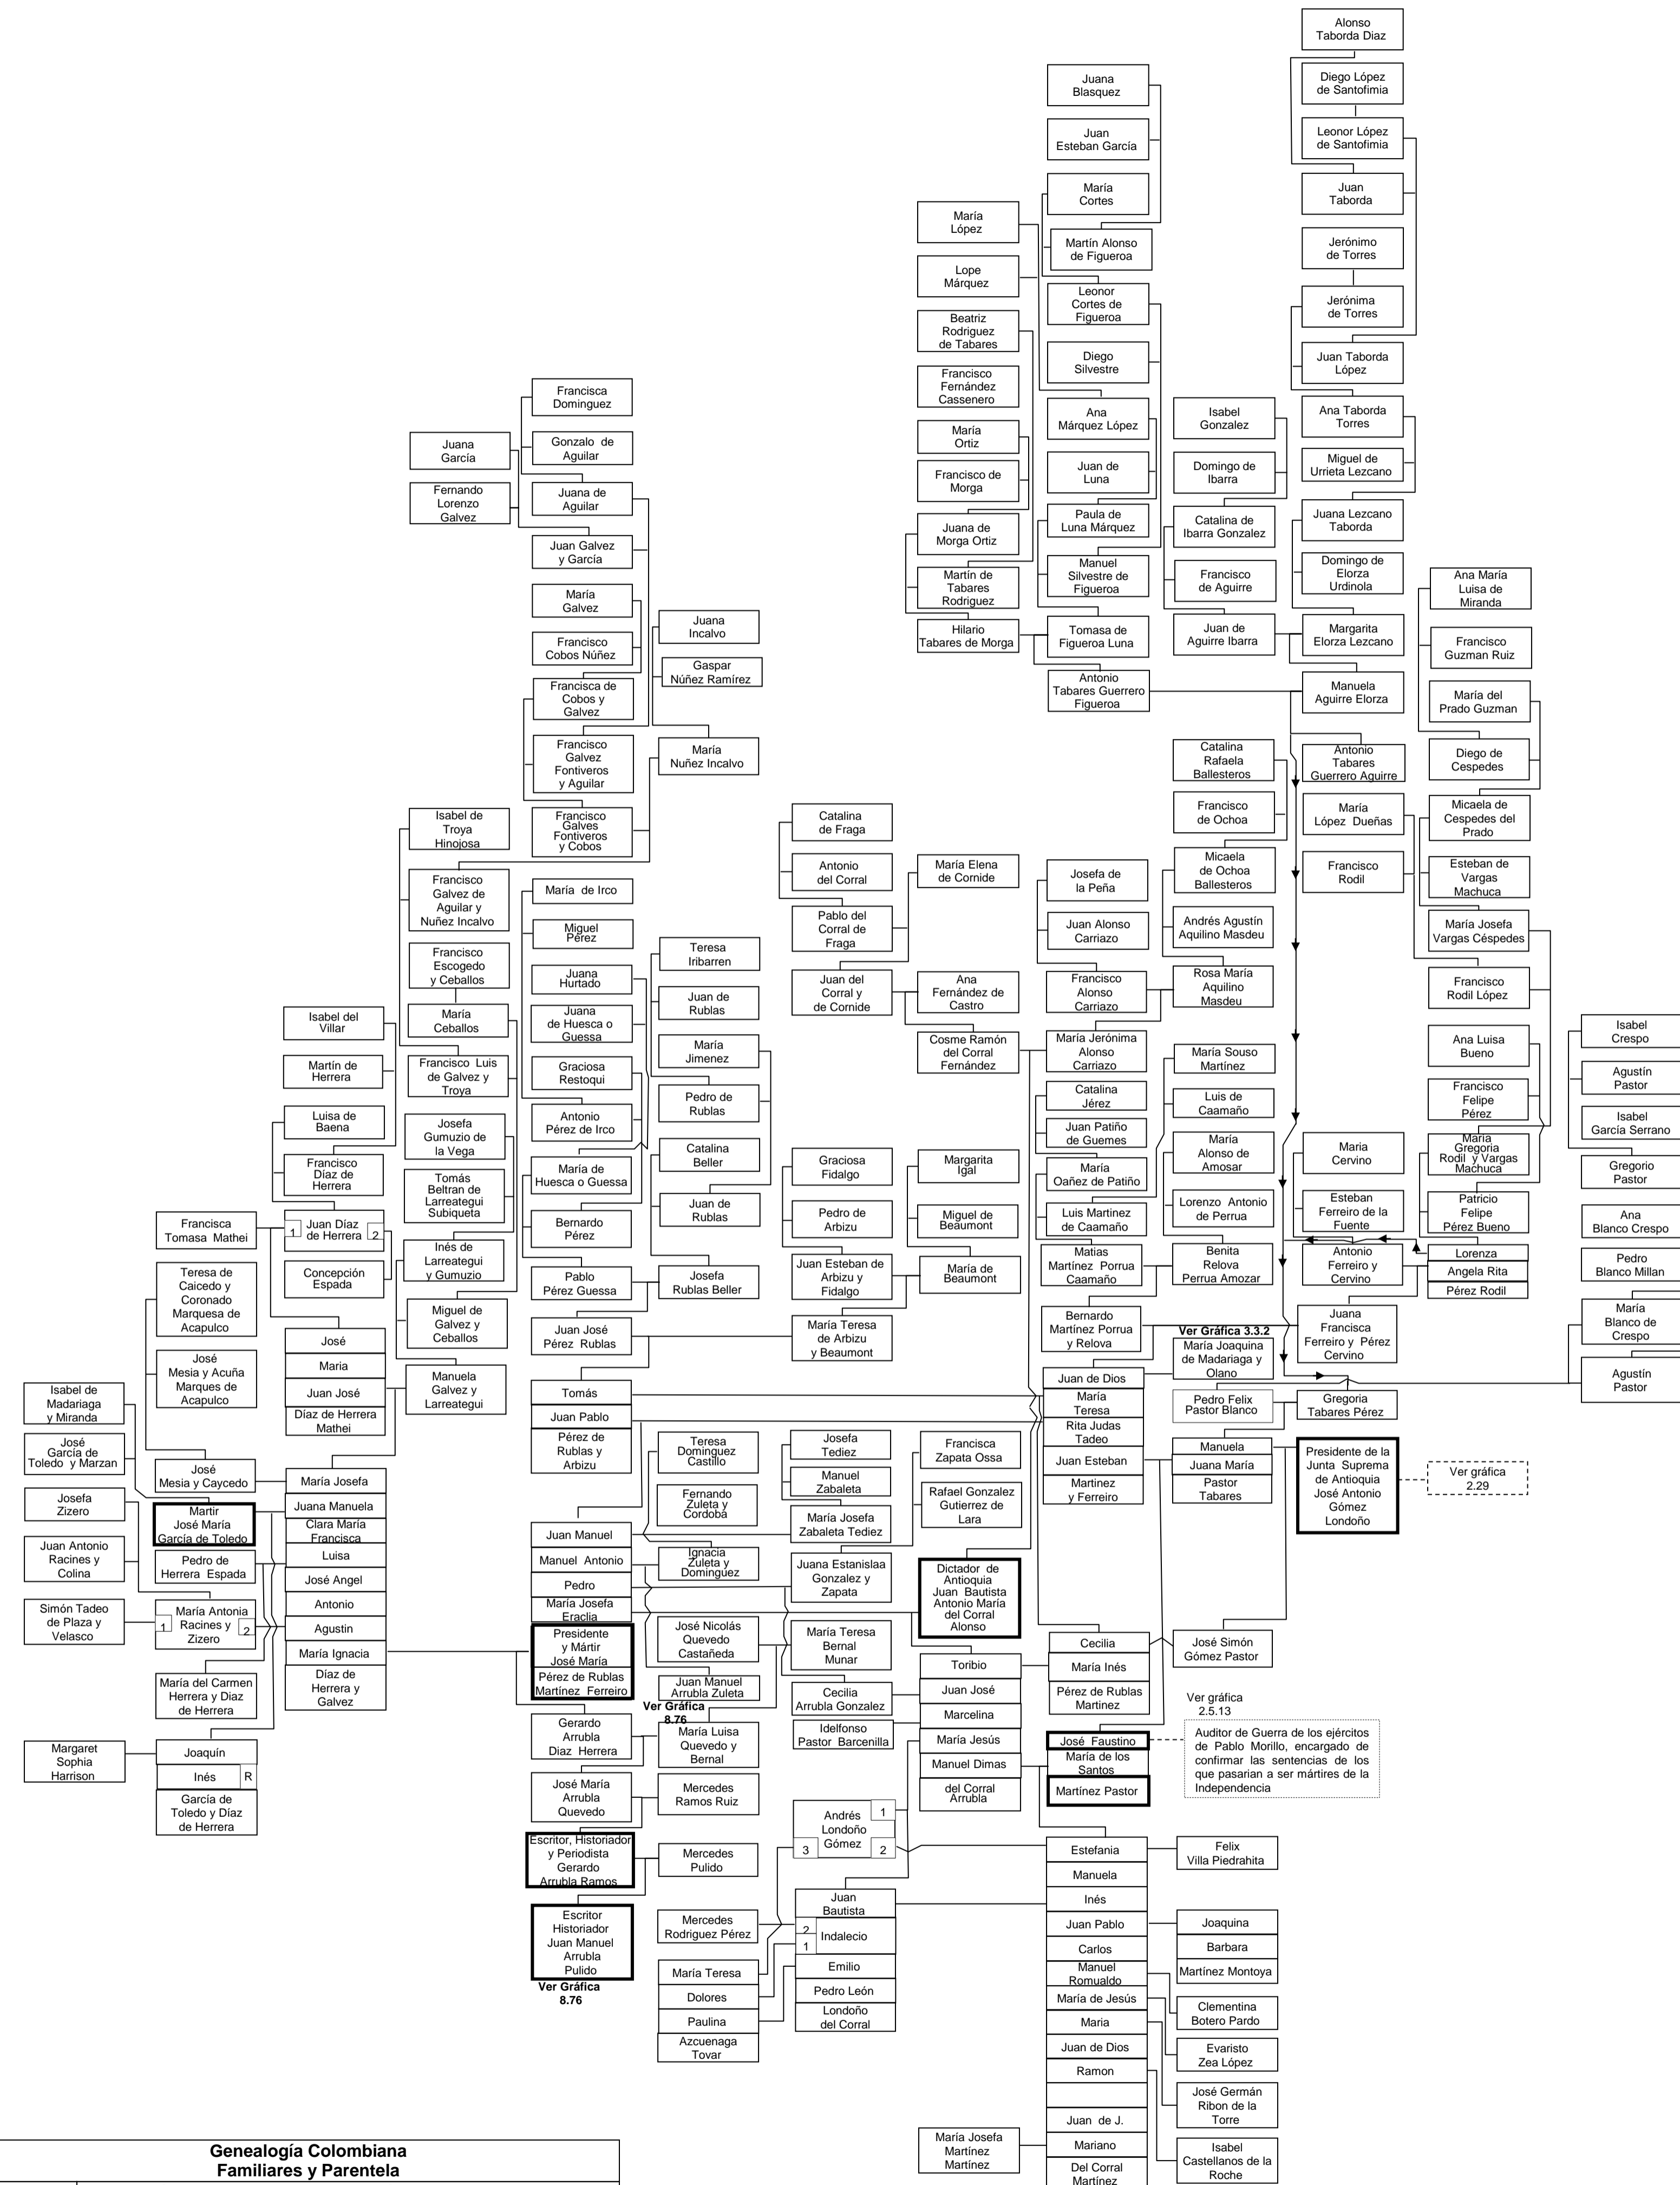 Alonso
Taborda Diaz
Diego López
de Santofimia
Leonor López
de Santofimia
Juan
Taborda
Jerónimo
de Torres
Jerónima
de Torres
Juan Taborda
López
Ana Taborda
Torres
Miguel de
Urrieta Lezcano
Juana Lezcano
Taborda
Domingo de
Elorza
Urdinola
Margarita
Elorza Lezcano
Manuela
Aguirre Elorza
Antonio
Tabares
Guerrero Aguirre
María
López Dueñas
Francisco
Rodil
Juana
Blasquez
Juan
Esteban García
María
Cortes
Martín Alonso
de Figueroa
Leonor
Cortes de
Figueroa
Diego
Silvestre
Ana
Márquez López
Juan de
Luna
Paula de
Luna Márquez
Manuel
Silvestre de
Figueroa
Tomasa de
Figueroa Luna
Antonio
Tabares Guerrero
Figueroa
María
López
Lope
Márquez
Beatriz
Rodriguez
de Tabares
Francisco
Fernández
Cassenero
María
Ortiz
Francisco de
Morga
Juana de
Morga Ortiz
Martín de
Tabares
Rodriguez
Hilario
Tabares de Morga
Isabel
Gonzalez
Domingo de
Ibarra
Catalina de
Ibarra Gonzalez
Francisco
de Aguirre
Juan de
Aguirre Ibarra
Ana María
Luisa de
Miranda
Francisco
Guzman Ruiz
María del
Prado Guzman
Diego de
Cespedes
Micaela de
Cespedes del
Prado
Esteban de
Vargas
Machuca
María Josefa
Vargas Céspedes
Francisco
Rodil López
Ana Luisa
Bueno
Francisco
Felipe
Pérez
María
Gregoria
Rodil y Vargas
Machuca
Patricio
Felipe
Pérez Bueno
Lorenza
Angela Rita
Pérez Rodil
Francisca
Dominguez
Gonzalo de
Aguilar
Juana de
Aguilar
Juan Galvez
y García
María
Galvez
Francisco
Cobos Núñez
Francisca de
Cobos y
Galvez
Francisco
Galvez
Fontiveros
y Aguilar
Francisco
Galves
Fontiveros
y Cobos
Juana
García
Fernando
Lorenzo
Galvez
Juana
Incalvo
Gaspar
Núñez Ramírez
María
Nuñez Incalvo
Isabel de
Troya
Hinojosa
Francisco
Galvez de
Aguilar y
Nuñez Incalvo
Francisco
Escogedo
y Ceballos
María
Ceballos
Francisco Luis
de Galvez y
Troya
Josefa
Gumuzio de
la Vega
Tomás
Beltran de
Larreategui
Subiqueta
Inés de
Larreategui
y Gumuzio
Miguel de
Galvez y
Ceballos
Manuela
Galvez y
Larreategui
María de Irco
Miguel
Pérez
Juana
Hurtado
Juana
de Huesca o
Guessa
Graciosa
Restoqui
Antonio
Pérez de Irco
María de
Huesca o Guessa
Bernardo
Pérez
Pablo
Pérez Guessa
Juan José
Pérez Rublas
Teresa
Iribarren
Juan de
Rublas
María
Jimenez
Pedro de
Rublas
Catalina
Beller
Juan de
Rublas
Josefa
Rublas Beller
Catalina
de Fraga
Antonio
del Corral
Pablo del
Corral de
Fraga
Juan del
Corral y
de Cornide
María Elena
de Cornide
Ana
Fernández de
Castro
Cosme Ramón
del Corral
Fernández
Graciosa
Fidalgo
Pedro de
Arbizu
Juan Esteban de
Arbizu y
Fidalgo
Margarita
Igal
Miguel de
Beaumont
María de
Beaumont
María Teresa
de Arbizu
y Beaumont
Josefa de
la Peña
Juan Alonso
Carriazo
Francisco
Alonso
Carriazo
María Jerónima
Alonso
Carriazo
Catalina
Rafaela
Ballesteros
Francisco
de Ochoa
Micaela
de Ochoa
Ballesteros
Andrés Agustín
Aquilino Masdeu
Rosa María
Aquilino
Masdeu
Catalina
Jérez
Juan Patiño
de Guemes
María
Oañez de Patiño
Luis Martinez
de Caamaño
Matias
Martínez Porrua
Caamaño
María Souso
Martínez
Luis de
Caamaño
María
Alonso de
Amosar
Lorenzo Antonio
de Perrua
Benita
Relova
Perrua Amozar
Bernardo
Martínez Porrua
y Relova
Maria
Cervino
Esteban
Ferreiro de la
Fuente
Antonio
Ferreiro y
Cervino
Juana
Francisca
Ferreiro y Pérez
Cervino
Isabel
Crespo
Agustín
Pastor
Isabel
García Serrano
Gregorio
Pastor
Ana
Blanco Crespo
Pedro
Blanco Millan
María
Blanco de
Crespo
Agustín
Pastor
Ver Gráfica 3.3.2
María Joaquina
de Madariaga y
Olano
Pedro Felix
Pastor Blanco
Gregoria
Tabares Pérez
Manuela
Juana María
Pastor
Tabares
Presidente de la
Junta Suprema
de Antioquia
José Antonio
Gómez
Londoño
Ver gráfica
2.29
Juan de Dios
María
Teresa
Rita Judas
Tadeo
Juan Esteban
Martinez
y Ferreiro
Isabel del
Villar
Martín de
Herrera
Luisa de
Baena
Francisco
Díaz de
Herrera
Francisca
Tomasa Mathei
1
Juan Díaz
de Herrera
2
Concepción
Espada
Teresa de
Caicedo y
Coronado
Marquesa de
Acapulco
José
Mesia y Acuña
Marques de
Acapulco
José
Maria
Juan José
Díaz de Herrera
Mathei
Isabel de
Madariaga
y Miranda
José
García de
Toledo y Marzan
José
Mesia y Caycedo
Martir
José María
García de Toledo
Josefa
Zizero
Juan Antonio
Racines y
Colina
Pedro de
Herrera Espada
Simón Tadeo
de Plaza y
Velasco
1
María Antonia
Racines y
Zizero
2
María del Carmen
Herrera y Diaz
de Herrera
María Josefa
Juana Manuela
Clara María
Francisca
Luisa
José Angel
Antonio
Agustin
María Ignacia
Díaz de
Herrera y
Galvez
Margaret
Sophia
Harrison
Joaquín
Inés
R
García de
Toledo y Díaz
de Herrera
Tomás
Juan Pablo
Pérez de
Rublas y
Arbizu
Teresa
Dominguez
Castillo
Fernando
Zuleta y
Cordoba
Ignacia
Zuleta y
Dominguez
Josefa
Tediez
Manuel
Zabaleta
María Josefa
Zabaleta Tediez
Francisca
Zapata Ossa
Rafael Gonzalez
Gutierrez de
Lara
Juana Estanislaa
Gonzalez y
Zapata
Juan Manuel
Manuel Antonio
Pedro
María Josefa
Eraclia
Presidente
y Mártir
José María
Pérez de Rublas
Martínez Ferreiro
Dictador de
Antioquia
Juan Bautista
Antonio María
del Corral
Alonso
José Nicolás
Quevedo
Castañeda
María Teresa
Bernal
Munar
Juan Manuel
Arrubla Zuleta
Cecilia
Arrubla Gonzalez
Idelfonso
Pastor Barcenilla
Ver Gráfica
8.76
Gerardo
Arrubla
Diaz Herrera
María Luisa
Quevedo y
Bernal
José María
Arrubla
Quevedo
Mercedes
Ramos Ruiz
Escritor, Historiador
y Periodista
Gerardo
Arrubla Ramos
Mercedes
Pulido
Escritor
Historiador
Juan Manuel
Arrubla
Pulido
Ver Gráfica
8.76
Toribio
Juan José
Marcelina
María Jesús
Manuel Dimas
del Corral
Arrubla
Cecilia
María Inés
Pérez de Rublas
Martinez
José Simón
Gómez Pastor
Ver gráfica
2.5.13
José Faustino
María de los
Santos
Martínez Pastor
Auditor de Guerra de los ejércitos
de Pablo Morillo, encargado de
confirmar las sentencias de los
que pasarian a ser mártires de la
Independencia
Andrés
Londoño
Gómez
1
3
2
Juan
Bautista
2
1
Indalecio
Emilio
Pedro León
Londoño
del Corral
Mercedes
Rodriguez Pérez
María Teresa
Dolores
Paulina
Azcuenaga
Tovar
Estefania
Manuela
Inés
Juan Pablo
Carlos
Manuel
Romualdo
María de Jesús
Maria
Juan de Dios
Ramon
Juan de J.
Mariano
Del Corral
Martínez
Felix
Villa Piedrahita
Joaquina
Barbara
Martínez Montoya
Clementina
Botero Pardo
Evaristo
Zea López
José Germán
Ribon de la
Torre
Isabel
Castellanos de la
Roche
María Josefa
Martínez
Martínez
Genealogía Colombiana
Familiares y Parentela